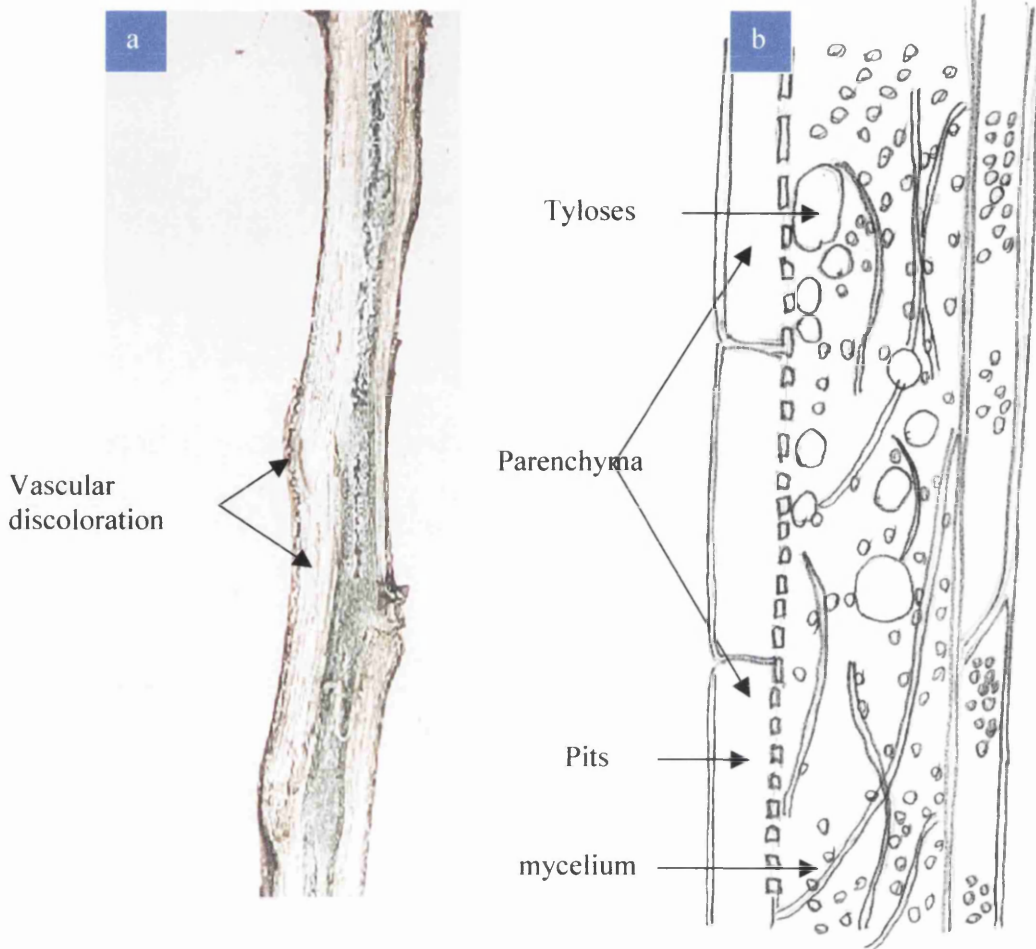 a
b
Tyloses
Parenchyma
Vascular
discoloration
Pits
mycelium